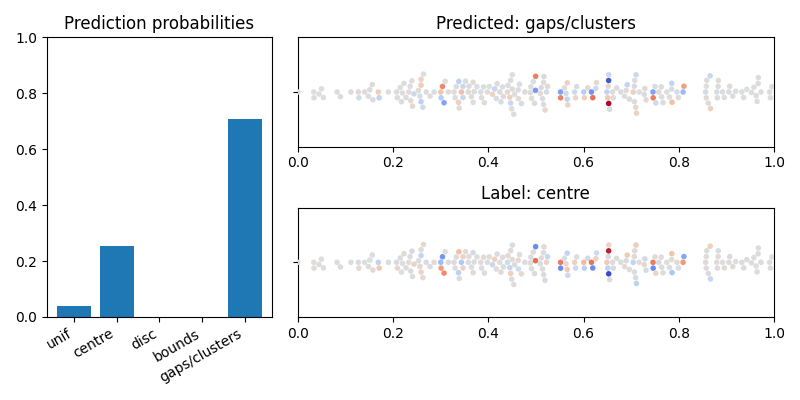 Prediction probabilities
1.0
0.8
0.6
0.4
0.2
0.0
unif
centre
disc
bounds
gaps/clusters
Predicted: gaps/clusters
0.0 0.2 0.4 0.6 0.8 1.0
Label: centre
0.0 0.2 0.4 0.6 0.8 1.0